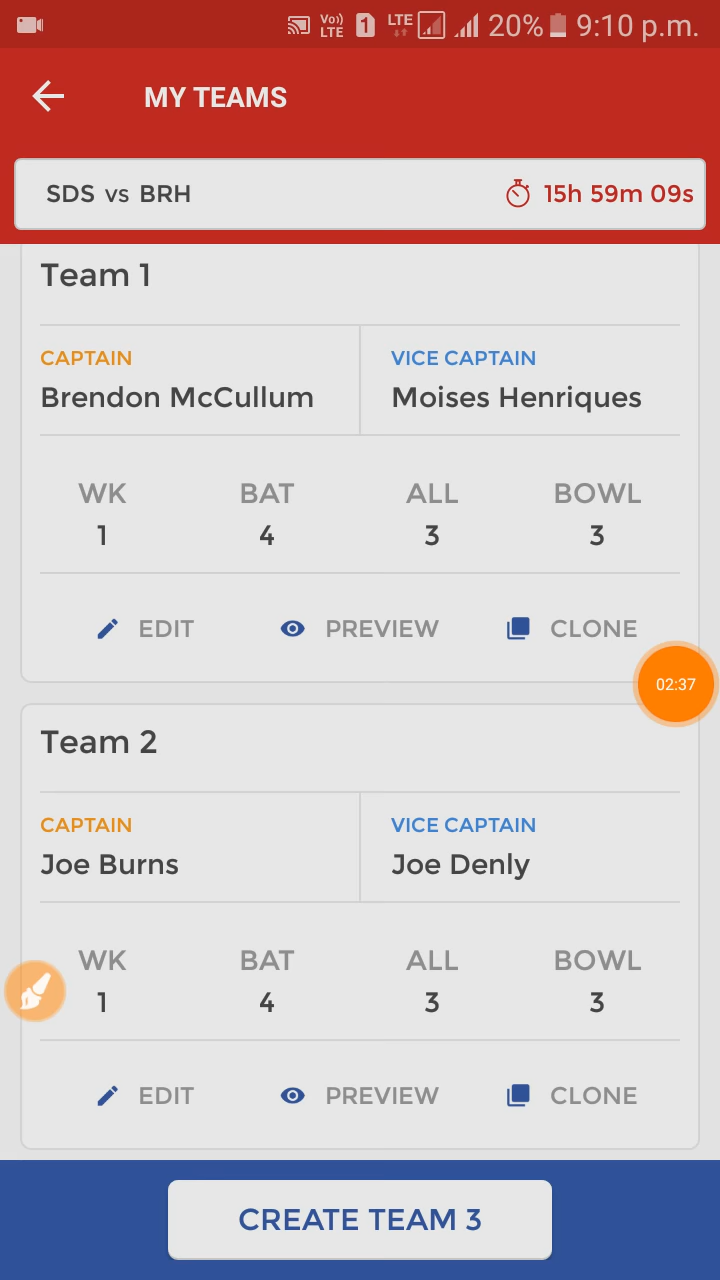 Vo)) LTE 1 LTE 20% 9:10 p.m.
MY TEAMS
SDS vs BRH 15h 59m 09s
Team 1
CAPTAIN VICE CAPTAIN
Brendon McCullum Moises Henriques
WK BAT ALL BOWL
1 4 3 3
EDIT PREVIEW CLONE
02:37
Team 2
CAPTAIN VICE CAPTAIN
Joe Burns Joe Denly
WK BAT ALL BOWL
1 4 3 3
EDIT PREVIEW CLONE
CREATE TEAM 3